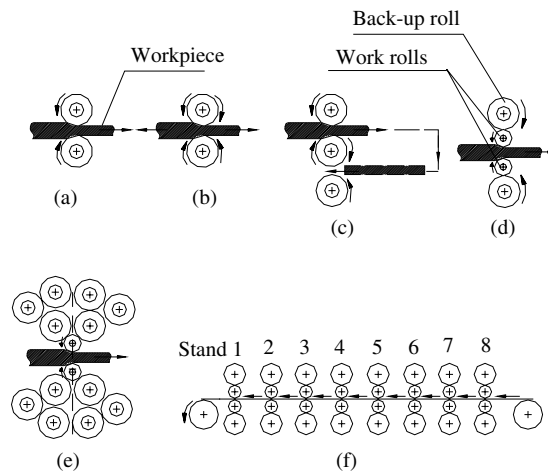 Back-up roll
Workpiece
Work rolls
(a)
(b)
(c)
(d)
Stand 1 2 3 4 5 6 7 8
(e)
(f)